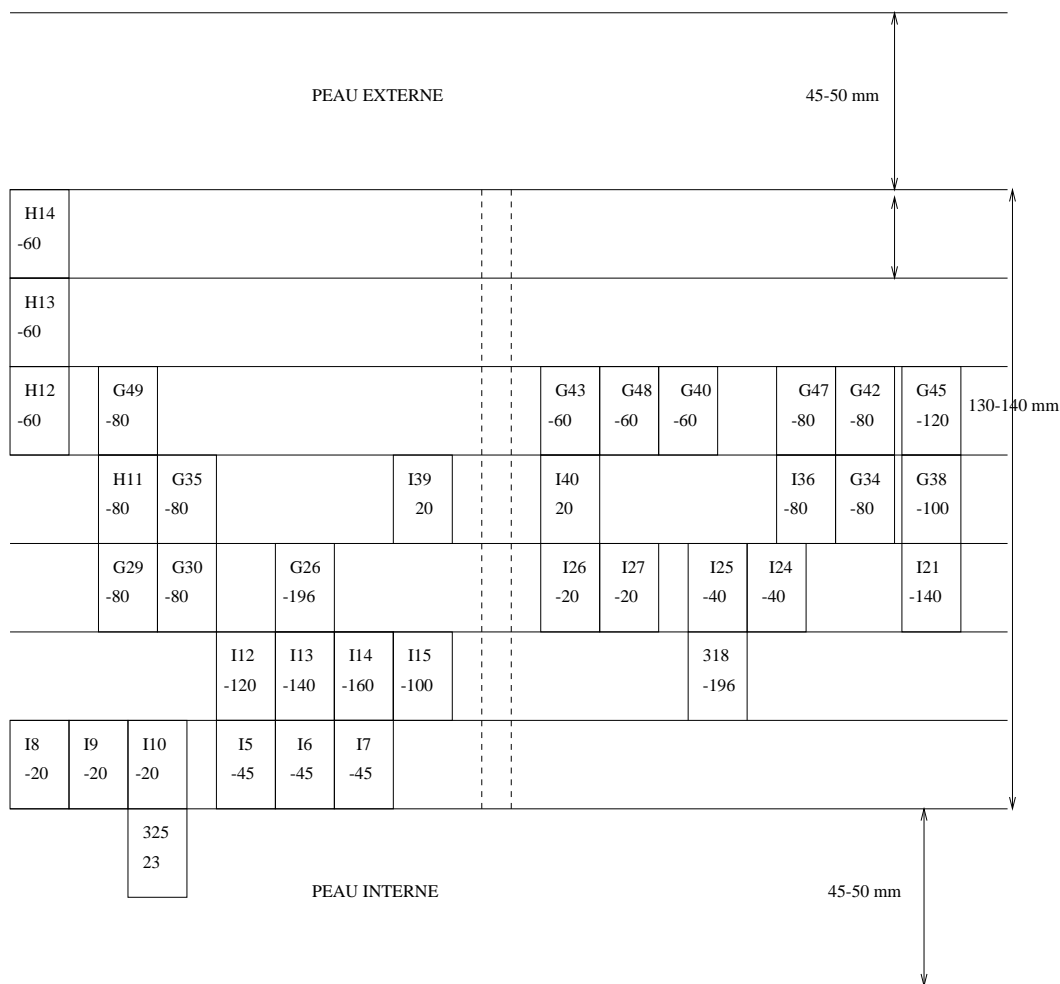 PEAU EXTERNE 45-50 mm
H14
-60
H13
-60
H12 G49 G43 G48 G40 G47 G42 G45
-60 -80 -60 -60 -60 -80 -80 -120 130-140 mm
H11 G35 I39 I40 I36 G34 G38
-80 -80 20 20 -80 -80 -100
G29 G30 G26 I26 I27 I25 I24 I21
-80 -80 -196 -20 -20 -40 -40 -140
I12 I13 I14 I15 318
-120 -140 -160 -100 -196
I8 I9 I10 I5 I6 I7
-20 -20 -20 -45 -45 -45
325
23
PEAU INTERNE 45-50 mm